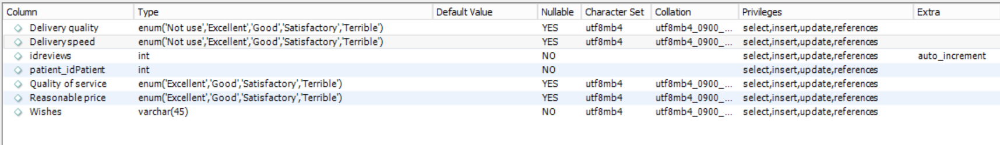 Column Type Default Value Nullable Character Set Collation Privileges Extra
Delivery quality enum('Not use','Excellent','Good','Satisfactory','Terrible') YES utf8mb4 utf8mb4_0900_... select,insert,update,references
Delivery speed enum('Not use','Excellent','Good','Satisfactory','Terrible') YES utf8mb4 utf8mb4_0900_... select,insert,update,references
idreviews int NO select,insert,update,references auto_increment
patient_idPatient int NO select,insert,update,references
Quality of service enum('Excellent','Good','Satisfactory','Terrible') YES utf8mb4 utf8mb4_0900_... select,insert,update,references
Reasonable price enum('Excellent','Good','Satisfactory','Terrible') YES utf8mb4 utf8mb4_0900_... select,insert,update,references
Wishes varchar(45) NO utf8mb4 utf8mb4_0900_... select,insert,update,references